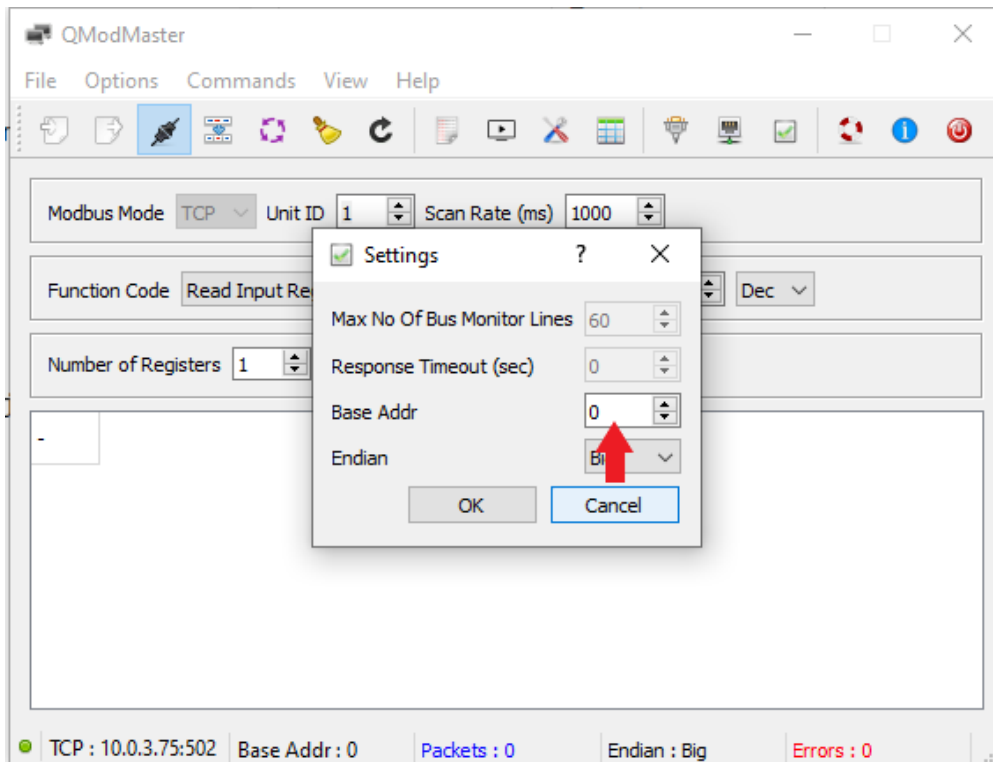 QModMaster
File Options Commands View Help
Modbus Mode TCP Unit ID 1 Scan Rate (ms) 1000
Settings ?
Function Code Read Input Re Dec
Max No Of Bus Monitor Lines 60
Number of Registers 1
Response Timeout (sec) 0
Base Addr 0
-
Endian
OK Cancel
TCP : 10.0.3.75:502 Base Addr : 0 Packets : 0 Endian : Big Errors : 0